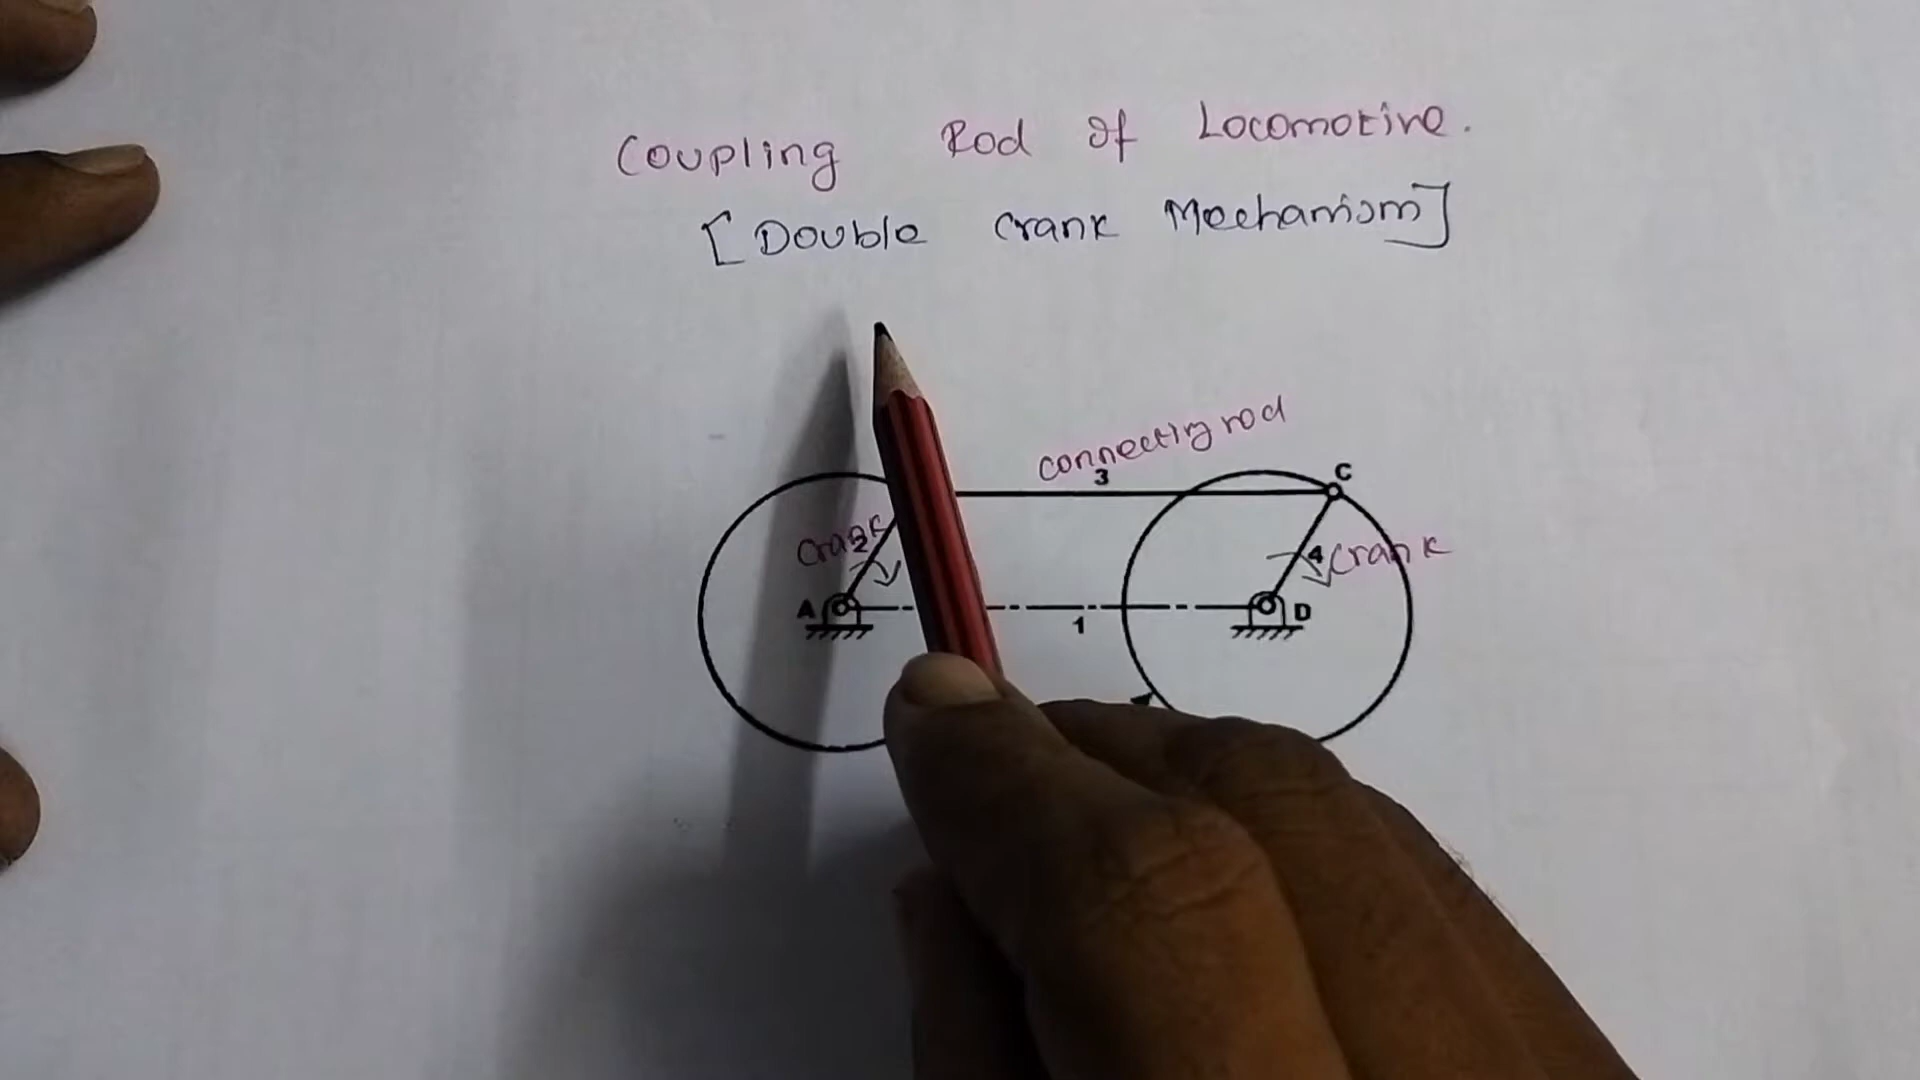 Coupling Rod Of Locomotive.
[Double Crank Mechanism]
connecting rod
3
C
Crank
2
4
Crank
A
D
1